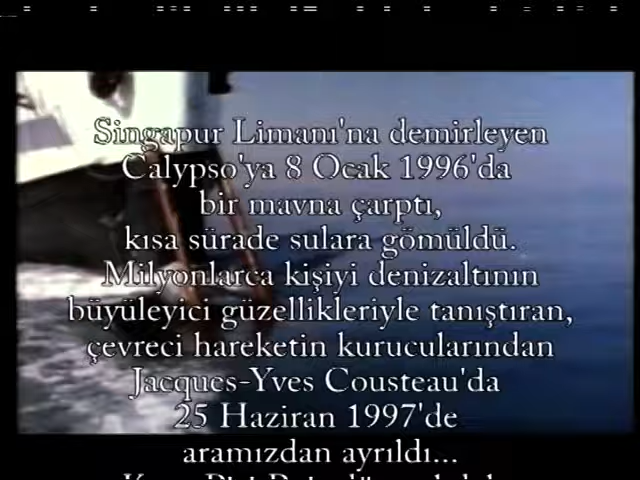 Singapur Limanı'na demirleyen
Calypso'ya 8 Ocak 1996'da
bir mavna çarptı,
kısa sürade sulara gömüldü.
Milyonlarca kişiyi denizaltının
büyüleyici güzellikleriyle tanıştıran,
çevreci hareketin kurucularından
Jacques-Yves Cousteau'da
25 Haziran 1997'de
aramızdan ayrıldı...